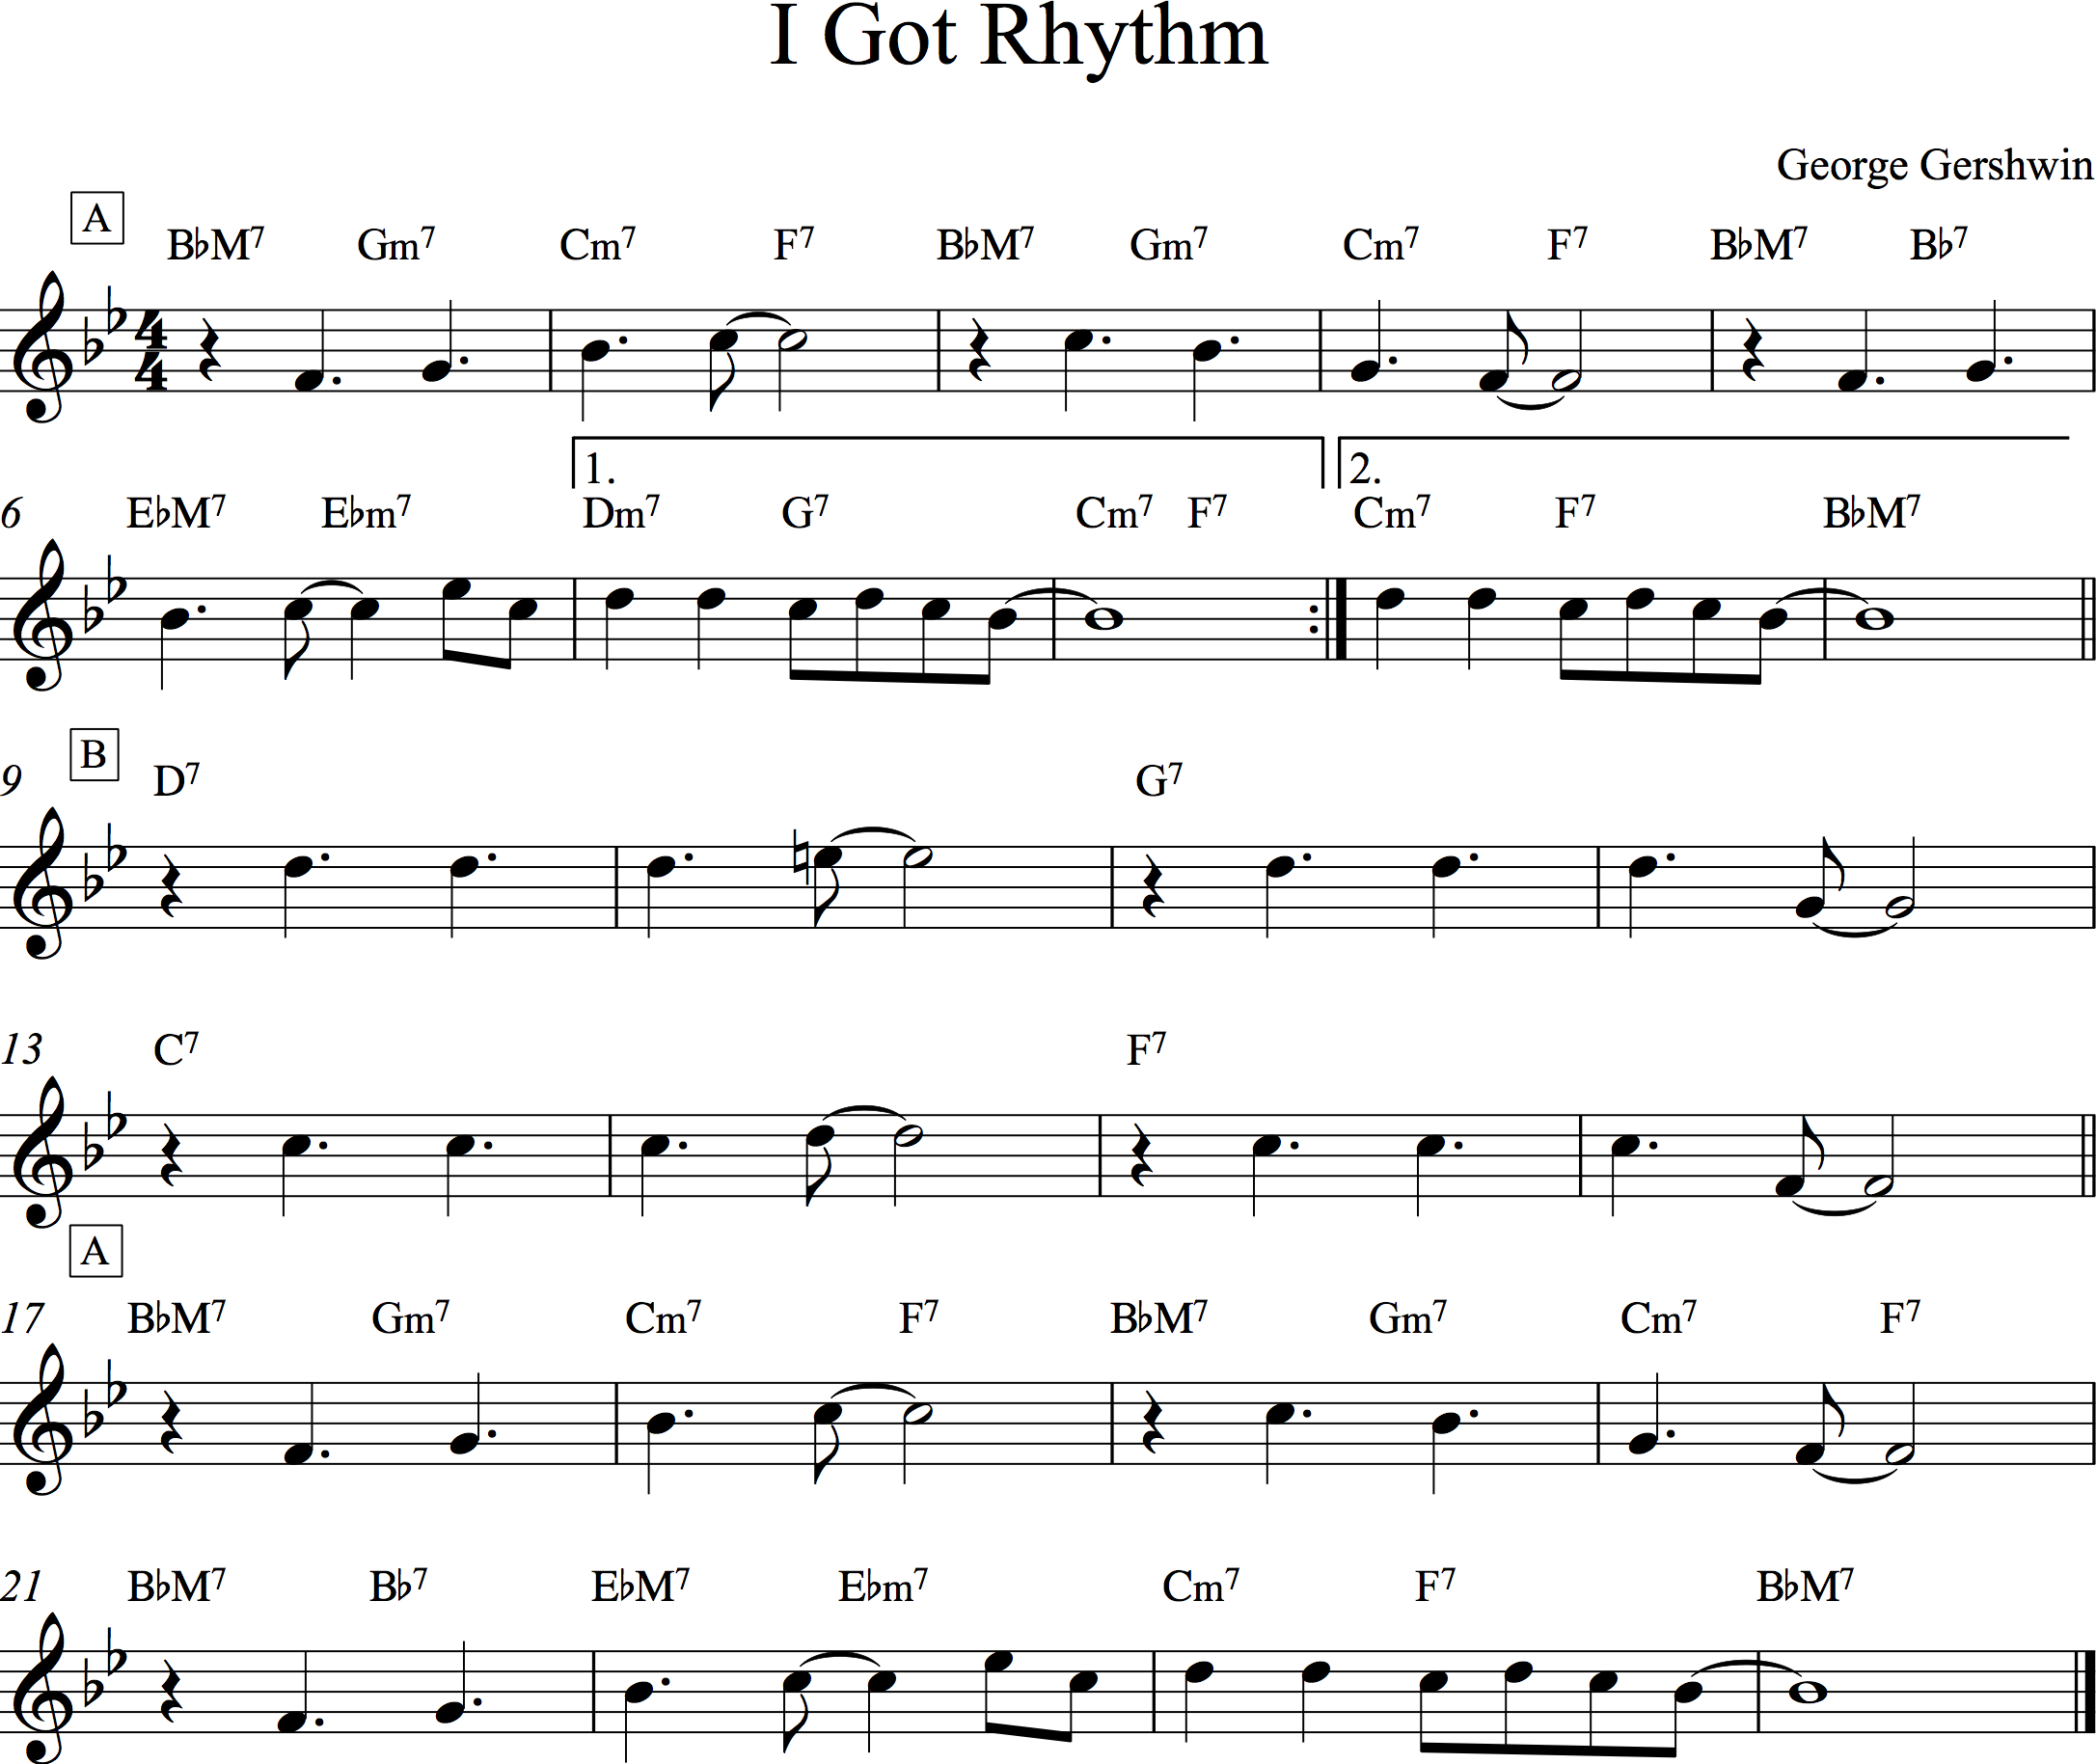 I Got Rhythm
George Gershwin
A
B♭M7 Gm7 Cm7 F7 B♭M7 Gm7 Cm7 F7 B♭M7 B♭7
4
4
1. 2.
6 E♭M7 E♭m7 Dm7 G7 Cm7 F7 Cm7 F7 B♭M7
B
9 D7 G7
13 C7 F7
A
17 B♭M7 Gm7 Cm7 F7 B♭M7 Gm7 Cm7 F7
21 B♭M7 B♭7 E♭M7 E♭m7 Cm7 F7 B♭M7